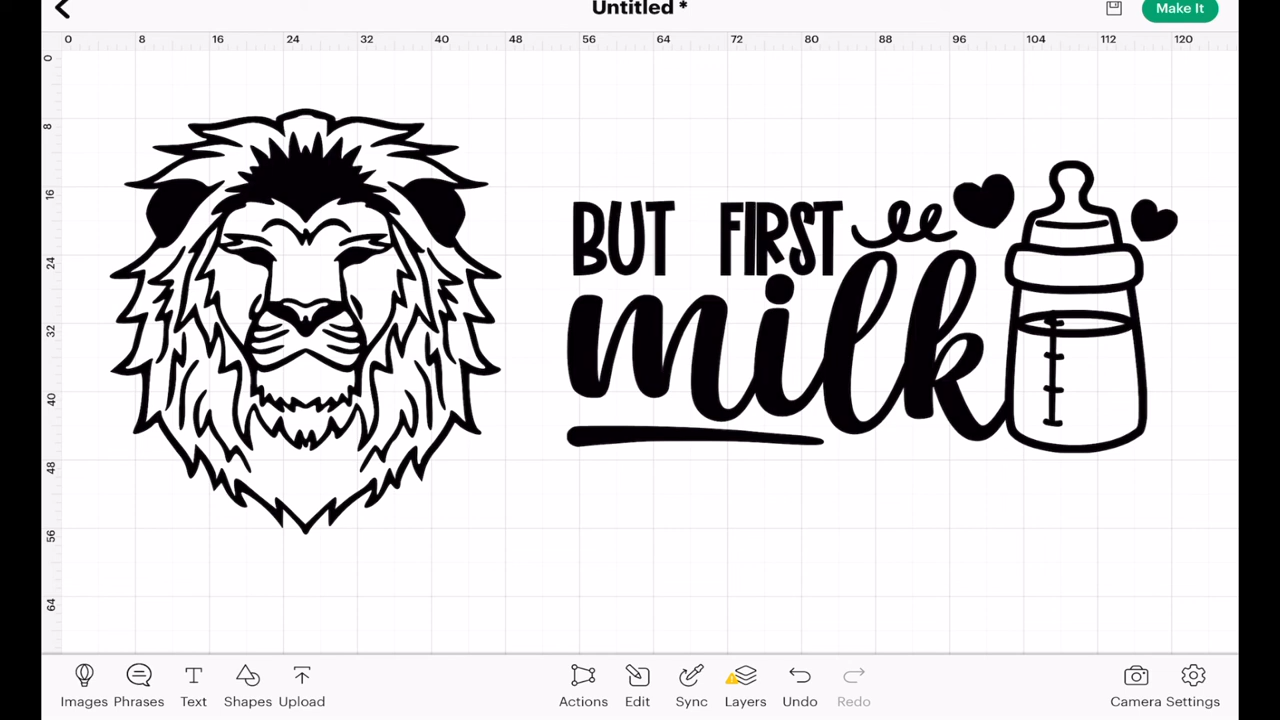 Untitled *
Make It
0 8 16 24 32 40 48 56 64 72 80 88 96 104 112 120
0
8
16
24
32
40
48
56
64
BUT FIRST
milk
Images Phrases Text Shapes Upload Actions Edit Sync Layers Undo Redo Camera Settings